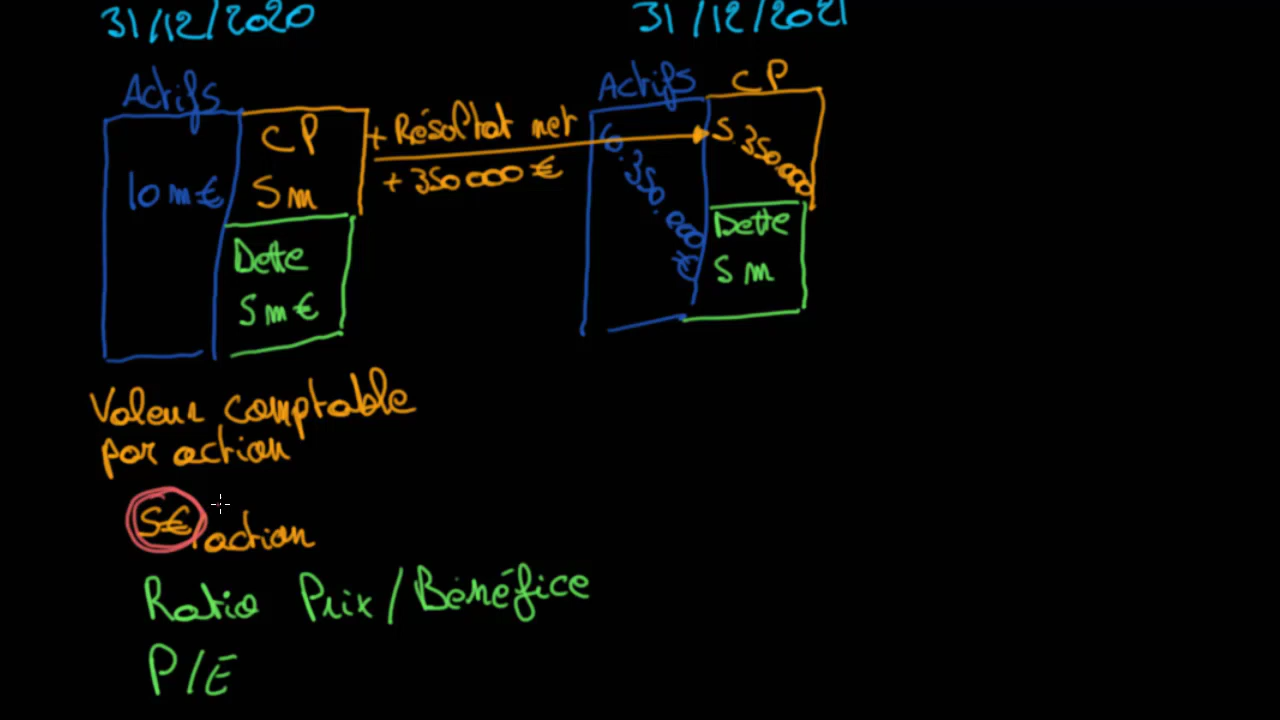 31/12/2020
31/12/2021
Actifs
CP
10 m €
5 m
Dette
5 m €
+ Résultat net
+ 350 000 €
Actifs
CP
10.350.000
€
5.350.000
Dette
5 m
Valeur comptable
par action
5€/action
Ratio Prix/Bénéfice
P/E